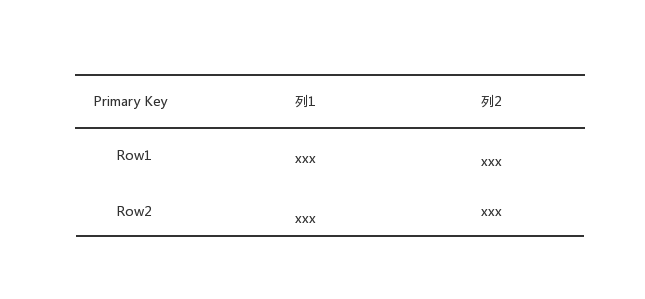 Primary Key 列1 列2
Row1 xxx xxx
Row2 xxx xxx